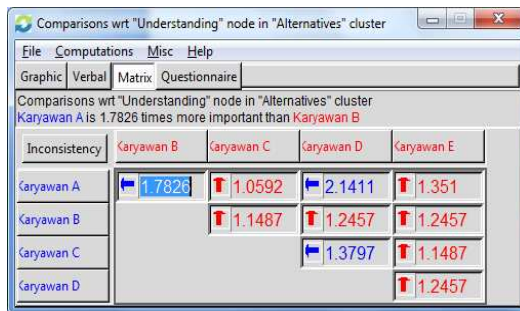 Comparisons wrt "Understanding" node in "Alternatives" cluster
File Computations Misc Help
Graphic Verbal Matrix Questionnaire
Comparisons wrt "Understanding" node in "Alternatives" cluster
Karyawan A is 1.7826 times more important than Karyawan B
Inconsistency Karyawan B Karyawan C Karyawan D Karyawan E
Karyawan A 1.7826 1.0592 2.1411 1.351
Karyawan B 1.1487 1.2457 1.2457
Karyawan C 1.3797 1.1487
Karyawan D 1.2457